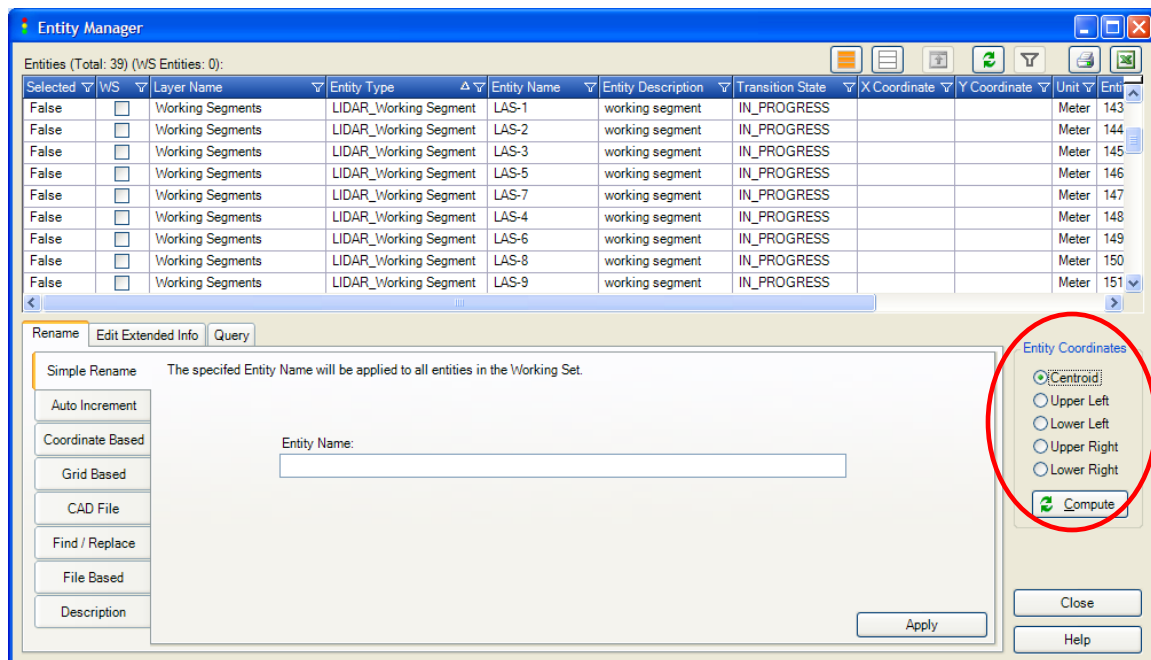 Entity Manager
Entities (Total: 39) (WS Entities: 0):
Selected WS Layer Name Entity Type Entity Name Entity Description Transition State X Coordinate Y Coordinate Unit Enti
False Working Segments LIDAR_Working Segment LAS-1 working segment IN_PROGRESS Meter 143
False Working Segments LIDAR_Working Segment LAS-2 working segment IN_PROGRESS Meter 144
False Working Segments LIDAR_Working Segment LAS-3 working segment IN_PROGRESS Meter 145
False Working Segments LIDAR_Working Segment LAS-5 working segment IN_PROGRESS Meter 146
False Working Segments LIDAR_Working Segment LAS-7 working segment IN_PROGRESS Meter 147
False Working Segments LIDAR_Working Segment LAS-4 working segment IN_PROGRESS Meter 148
False Working Segments LIDAR_Working Segment LAS-6 working segment IN_PROGRESS Meter 149
False Working Segments LIDAR_Working Segment LAS-8 working segment IN_PROGRESS Meter 150
False Working Segments LIDAR_Working Segment LAS-9 working segment IN_PROGRESS Meter 151
Rename Edit Extended Info Query
Simple Rename
Auto Increment
Coordinate Based
Grid Based
CAD File
Find / Replace
File Based
Description
The specifed Entity Name will be applied to all entities in the Working Set.
Entity Name:
Apply
Entity Coordinates
Centroid
Upper Left
Lower Left
Upper Right
Lower Right
Compute
Close
Help